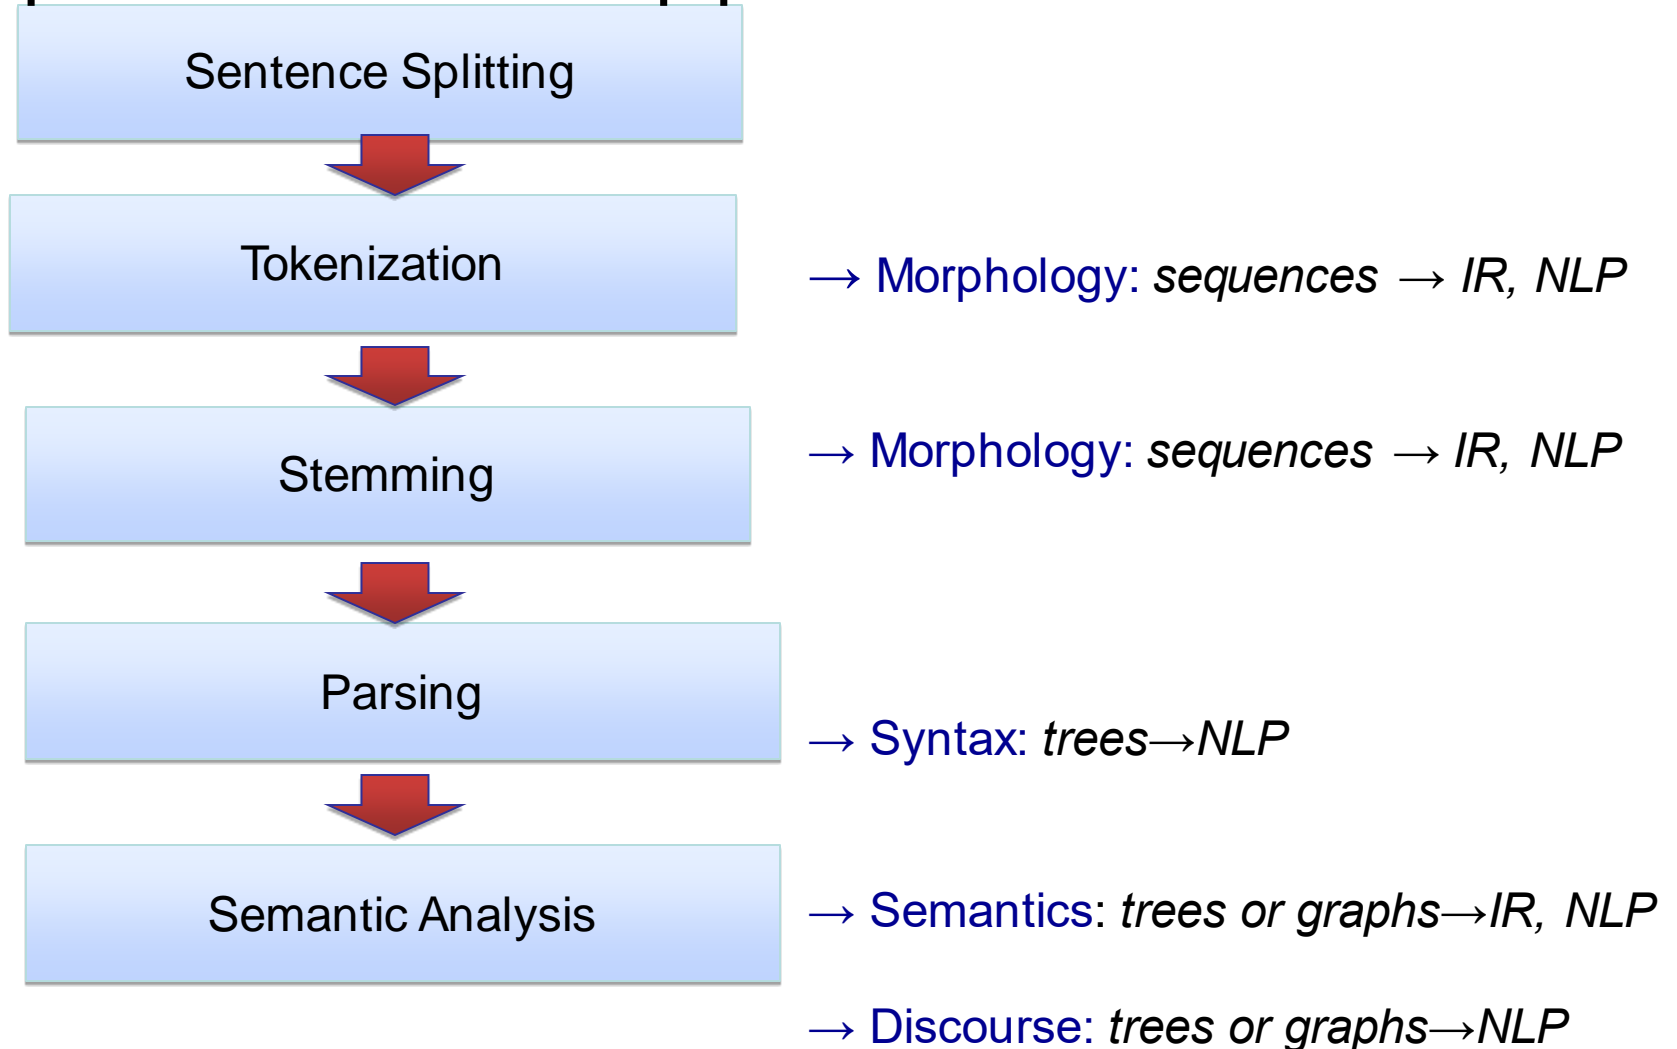 Sentence Splitting
Tokenization
→ Morphology: sequences → IR, NLP
Stemming
→ Morphology: sequences → IR, NLP
Parsing
→ Syntax: trees→NLP
Semantic Analysis
→ Semantics: trees or graphs→IR, NLP
→ Discourse: trees or graphs→NLP